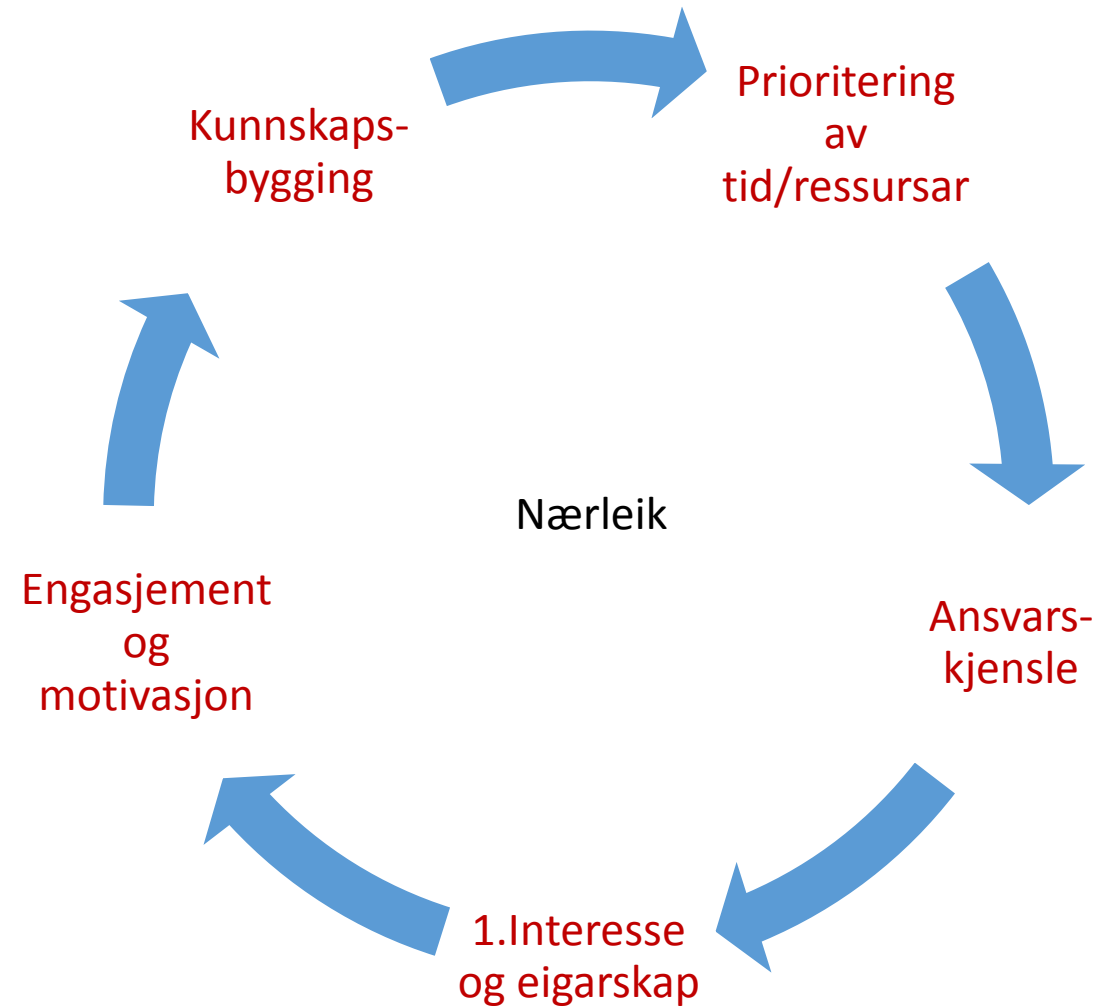 Kunnskaps-
bygging
Prioritering
av
tid/ressursar
Nærleik
Engasjement
og
motivasjon
Ansvars-
kjensle
1.Interesse
og eigarskap